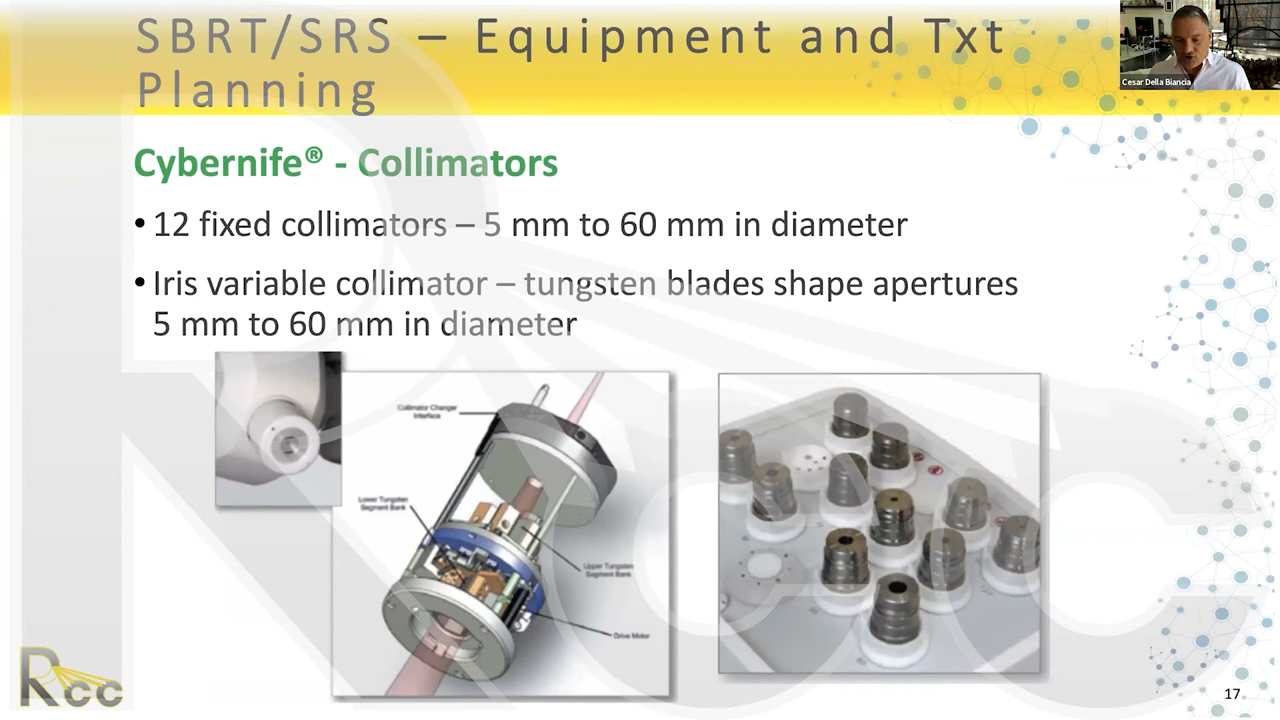 SBRT/SRS – Equipment and Txt
Planning
Cesar Della Biancia
Cybernife® - Collimators
• 12 fixed collimators – 5 mm to 60 mm in diameter
• Iris variable collimator – tungsten blades shape apertures
5 mm to 60 mm in diameter
Collimator Changer
Interface
Lower Tungsten
Segment Bank
Upper Tungsten
Segment Bank
Drive Motor
Rcc
17